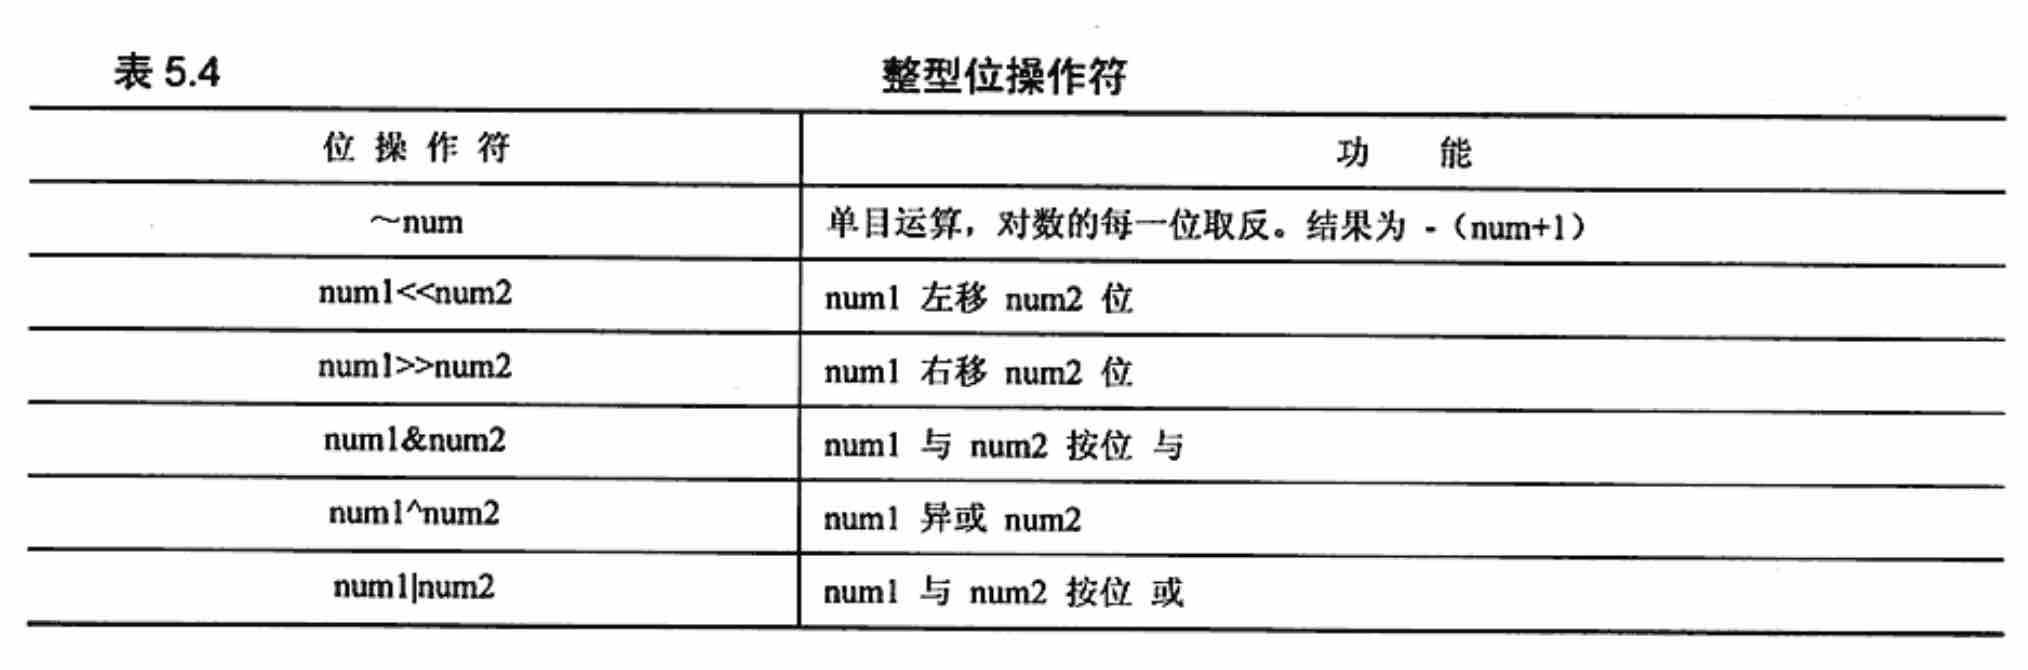 表 5.4 整型位操作符
位 操 作 符 功 能
～num 单目运算，对数的每一位取反。结果为 -（num+1）
num1<<num2 num1 左移 num2 位
num1>>num2 num1 右移 num2 位
num1&num2 num1 与 num2 按位 与
num1^num2 num1 异或 num2
num1|num2 num1 与 num2 按位 或